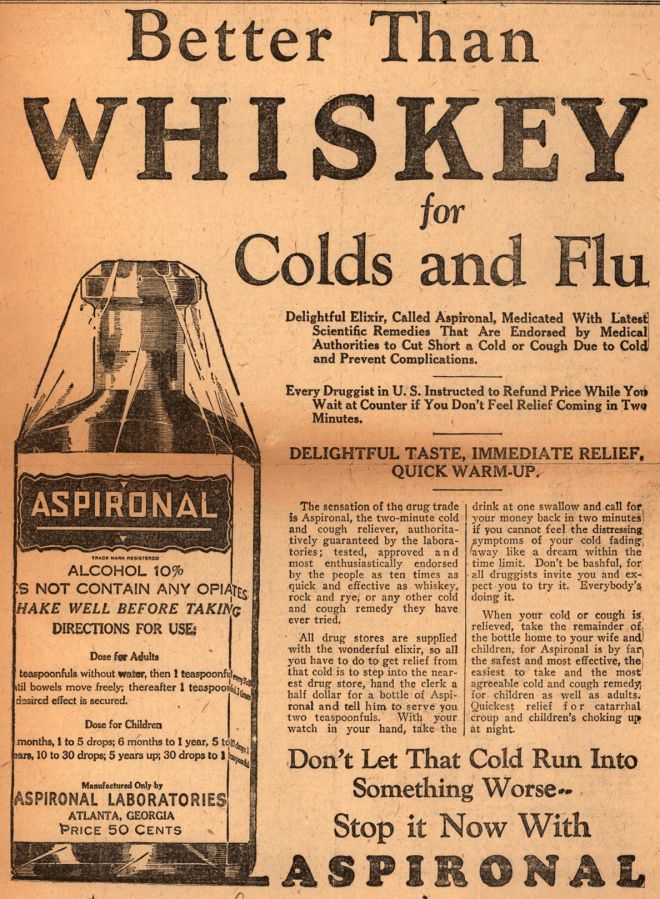 Better Than
WHISKEY
for
Colds and Flu
Delightful Elixir, Called Aspironal, Medicated With Latest
Scientific Remedies That Are Endorsed by Medical
Authorities to Cut Short a Cold or Cough Due to Cold
and Prevent Complications.
Every Druggist in U. S. Instructed to Refund Price While You
Wait at Counter if You Don't Feel Relief Coming in Two
Minutes.
DELIGHTFUL TASTE, IMMEDIATE RELIEF,
QUICK WARM-UP.
The sensation of the drug trade
is Aspironal, the two-minute cold
and cough reliever, authorita-
tively guaranteed by the labora-
tories; tested, approved and
most enthusiastically endorsed
by the people as ten times as
quick and effective as whiskey,
rock and rye, or any other cold
and cough remedy they have
ever tried.
All drug stores are supplied
with the wonderful elixir, so all
you have to do to get relief from
that cold is to step into the near-
est drug store, hand the clerk a
half dollar for a bottle of Aspi-
ronal and tell him to serve you
two teaspoonfuls. With your
watch in your hand, take the
drink at one swallow and call for
your money back in two minutes
if you cannot feel the distressing
symptoms of your cold fading
away like a dream within the
time limit. Don't be bashful, for
all druggists invite you and ex-
pect you to try it. Everybody's
doing it.
When your cold or cough is
relieved, take the remainder of
the bottle home to your wife and
children, for Aspironal is by far
the safest and most effective, the
easiest to take and the most
agreeable cold and cough remedy
for children as well as adults.
Quickest relief for catarrhal
croup and children's choking up
at night.
Don't Let That Cold Run Into
Something Worse--
Stop it Now With
ASPIRONAL
ASPIRONAL
TRADE MARK REGISTERED
ALCOHOL 10%
S NOT CONTAIN ANY OPIATES
HAKE WELL BEFORE TAKING
DIRECTIONS FOR USE:
Dose for Adults
teaspoonfuls without water, then 1 teaspoonful
til bowels move freely; thereafter 1 teaspoonful
desired effect is secured.
Dose for Children
months, 1 to 5 drops; 6 months to 1 year, 5 to
ears, 10 to 30 drops; 5 years up; 30 drops to 1
Manufactured Only by
ASPIRONAL LABORATORIES
ATLANTA, GEORGIA
PRICE 50 CENTS